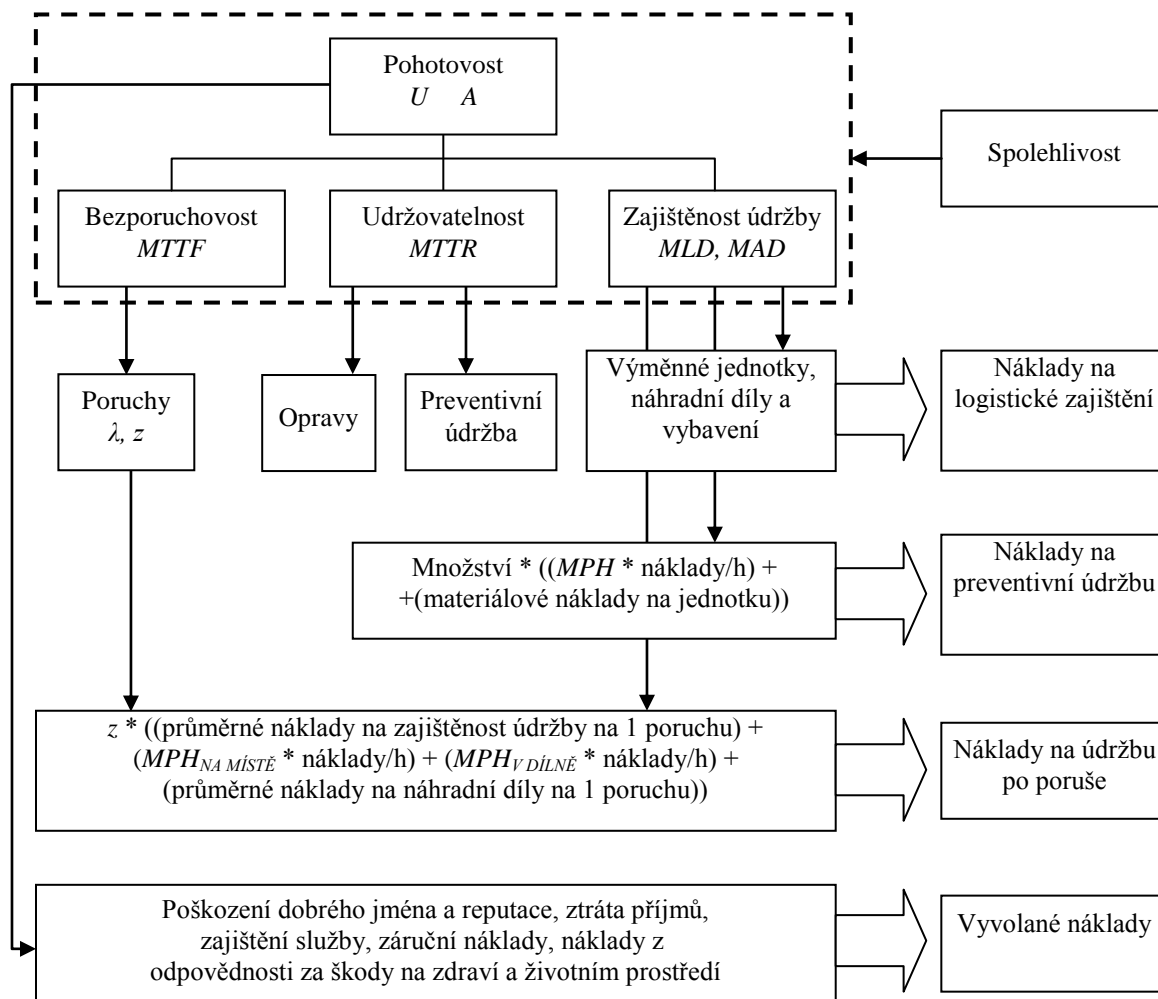 Pohotovost
U A
Spolehlivost
Bezporuchovost
MTTF
Udržovatelnost
MTTR
Zajištěnost údržby
MLD, MAD
Poruchy
λ, z
Opravy
Preventivní
údržba
Výměnné jednotky,
náhradní díly a
vybavení
Náklady na
logistické zajištění
Množství * ((MPH * náklady/h) +
+(materiálové náklady na jednotku))
Náklady na
preventivní údržbu
z * ((průměrné náklady na zajištěnost údržby na 1 poruchu) +
(MPH NA MÍSTĚ * náklady/h) + (MPH V DÍLNĚ * náklady/h) +
(průměrné náklady na náhradní díly na 1 poruchu))
Náklady na údržbu
po poruše
Poškození dobrého jména a reputace, ztráta příjmů,
zajištění služby, záruční náklady, náklady z
odpovědnosti za škody na zdraví a životním prostředí
Vyvolané náklady